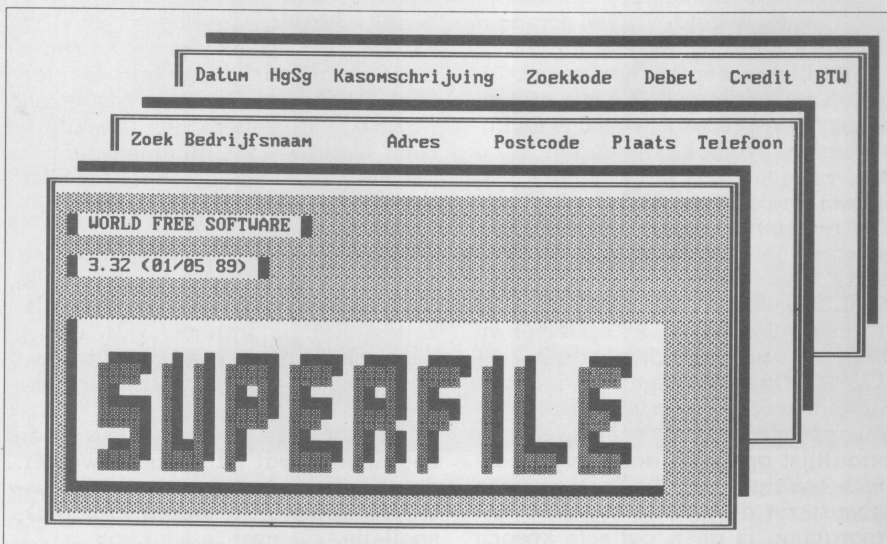 Datum HgSg Kasomschrijving Zoekkode Debet Credit BTW
Zoek Bedrijfsnaam Adres Postcode Plaats Telefoon
WORLD FREE SOFTWARE
3.32 (01/05 89)
SUPERFILE